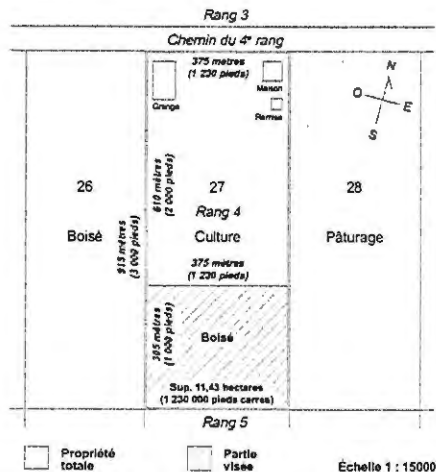 Rang 3
Chemin du 4e rang
375 mètres
(1 230 pieds)
Grange
Maison
Remise
N
O
E
S
26
Boisé
915 mètres
(3 000 pieds)
610 mètres
(2 000 pieds)
27
Rang 4
Culture
28
Pâturage
375 mètres
(1 230 pieds)
305 mètres
(1 000 pieds)
Boisé
Sup. 11,43 hectares
(1 230 000 pieds carres)
Rang 5
Propriété
totale
Partie
visée
Échelle 1 : 15000